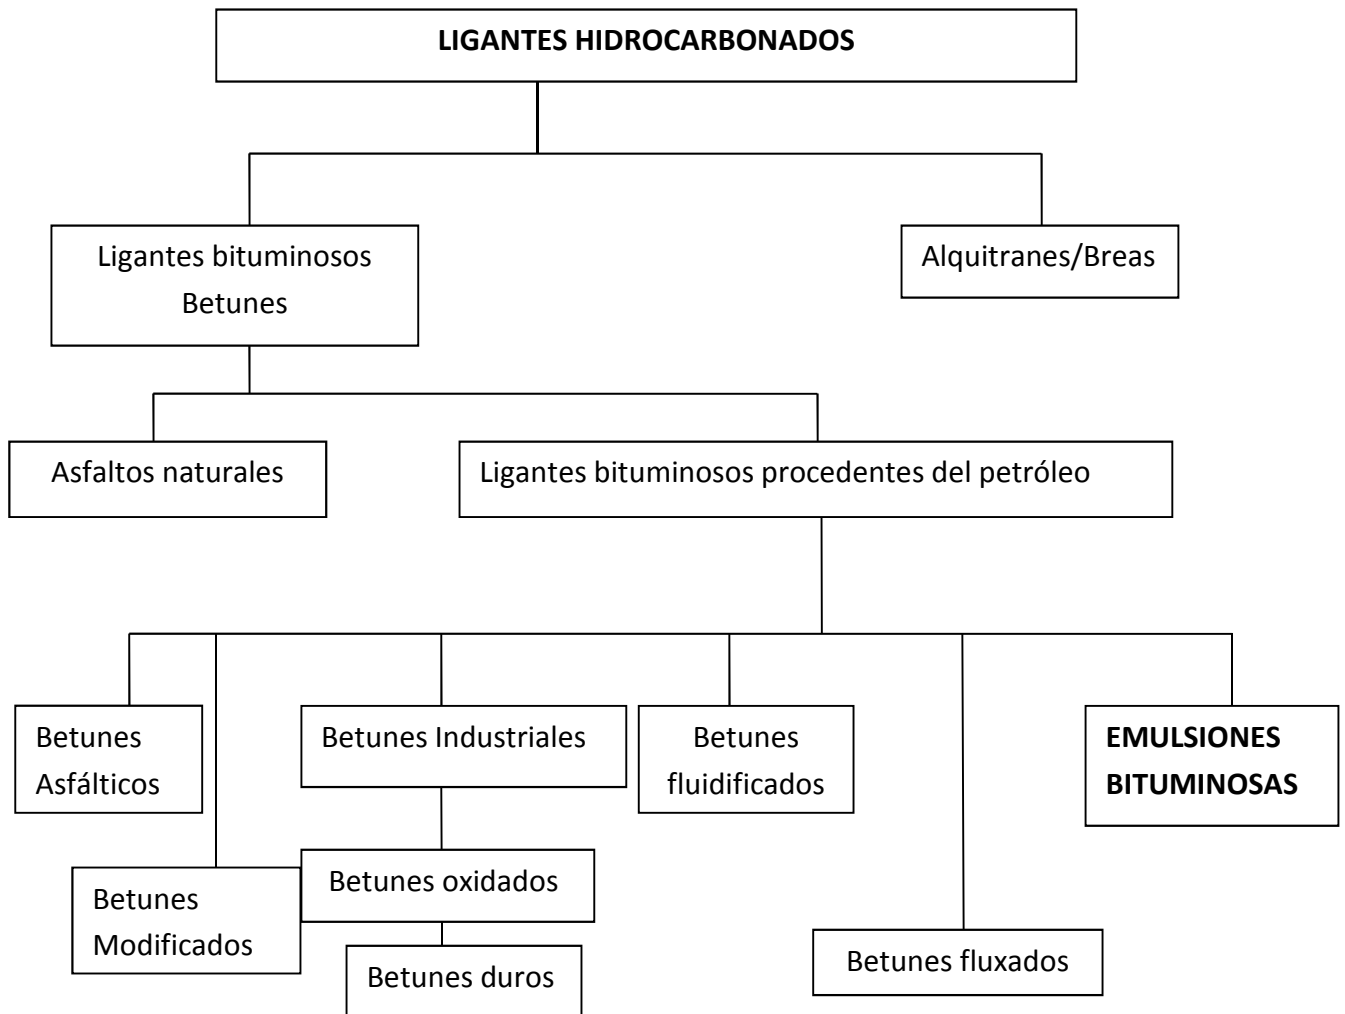 LIGANTES HIDROCARBONADOS
Ligantes bituminosos
Betunes
Alquitranes/Breas
Asfaltos naturales
Ligantes bituminosos procedentes del petróleo
Betunes
Asfálticos
Betunes Industriales
Betunes
fluidificados
EMULSIONES
BITUMINOSAS
Betunes
Modificados
Betunes oxidados
Betunes duros
Betunes fluxados